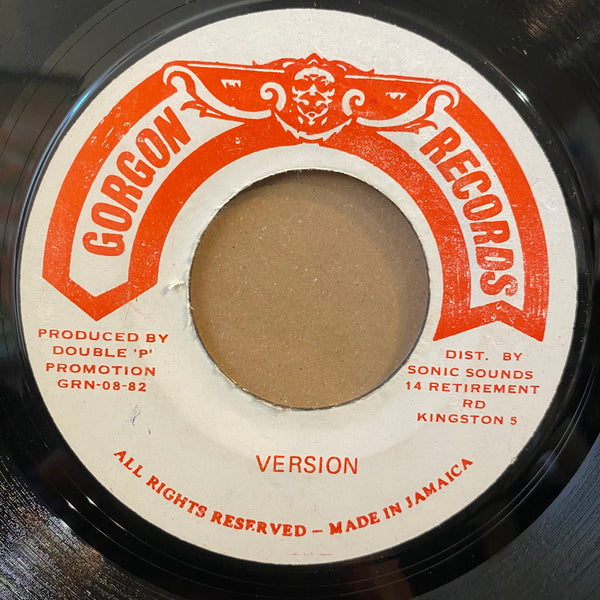 GORGON
RECORDS
PRODUCED BY
DOUBLE 'P'
PROMOTION
GRN-08-82
DIST. BY
SONIC SOUNDS
14 RETIREMENT
RD
KINGSTON 5
VERSION
ALL RIGHTS RESERVED – MADE IN JAMAICA